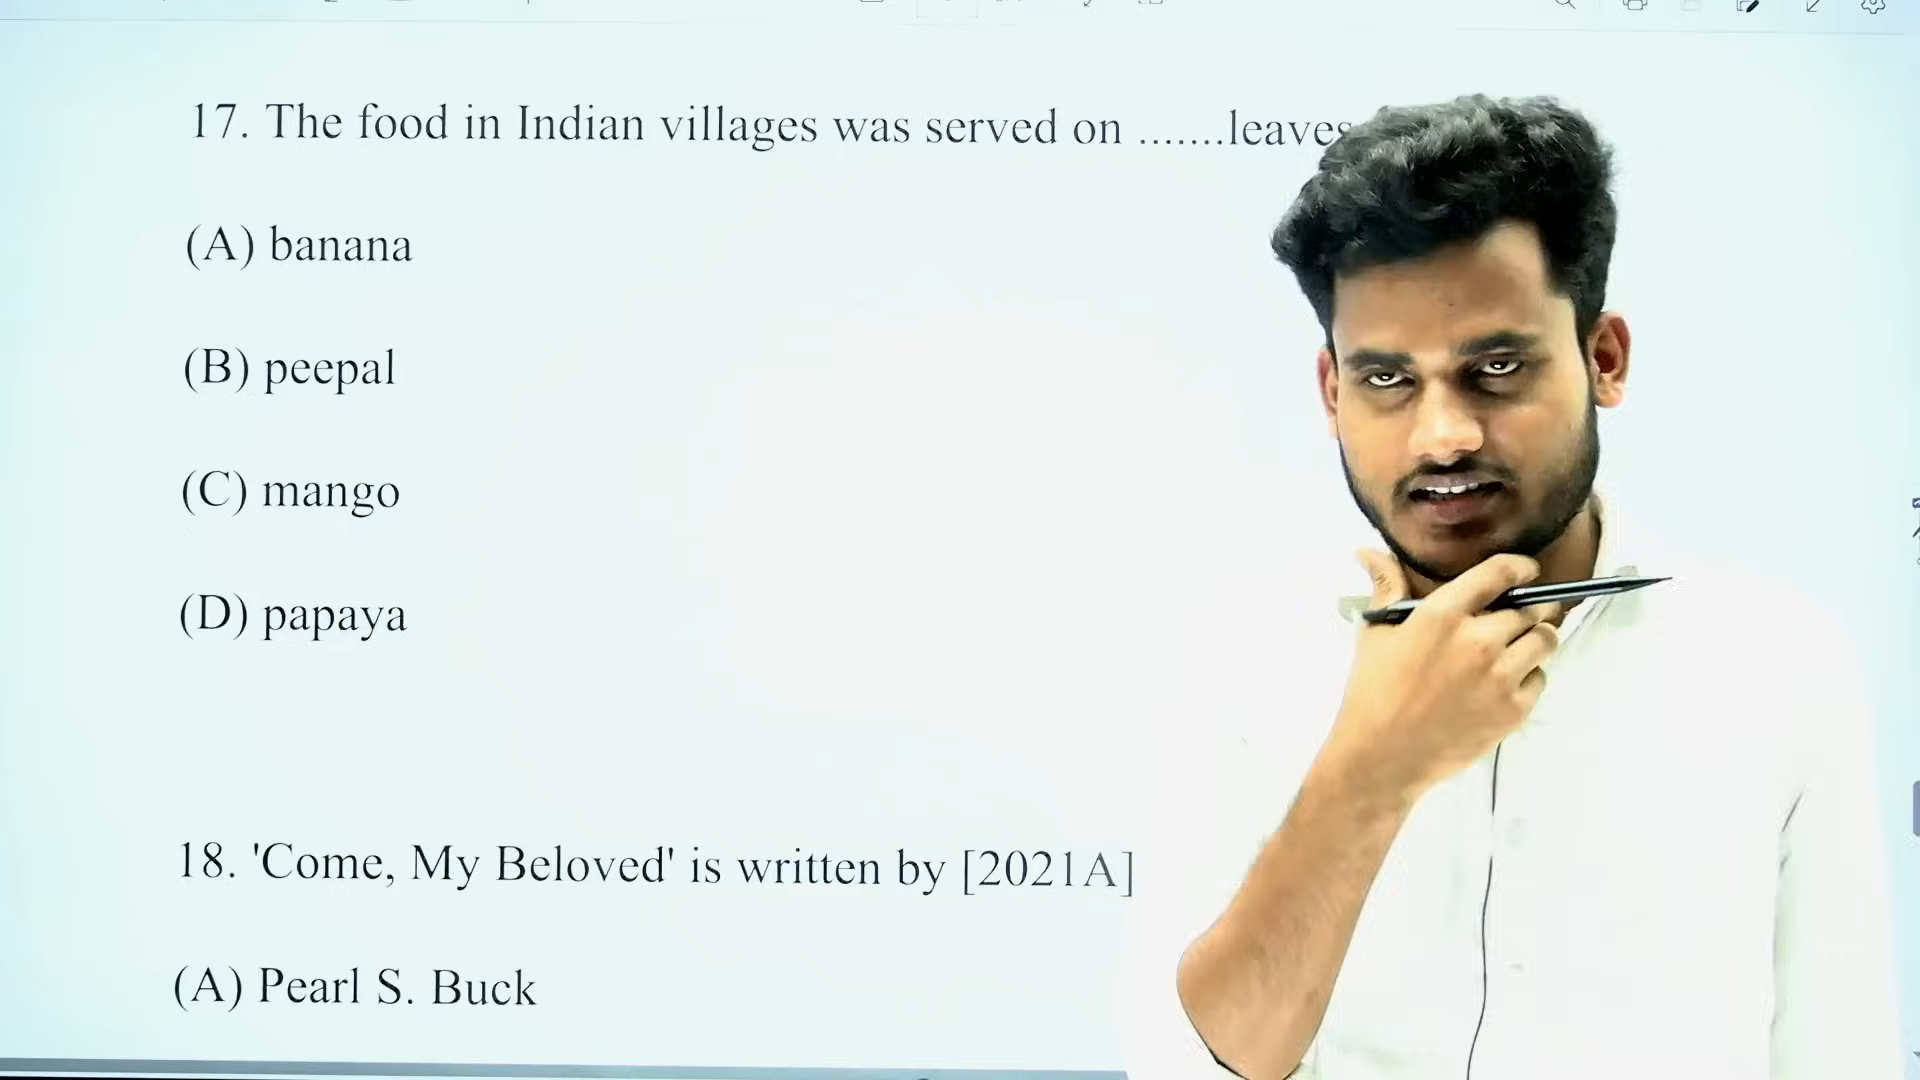 17. The food in Indian villages was served on .......leaves
(A) banana
(B) peepal
(C) mango
(D) papaya
18. 'Come, My Beloved' is written by [2021A]
(A) Pearl S. Buck